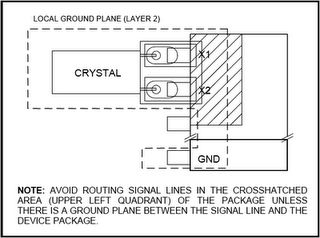 LOCAL GROUND PLANE (LAYER 2)
X1
CRYSTAL
X2
GND
NOTE: AVOID ROUTING SIGNAL LINES IN THE CROSSHATCHED
AREA (UPPER LEFT QUADRANT) OF THE PACKAGE UNLESS
THERE IS A GROUND PLANE BETWEEN THE SIGNAL LINE AND THE
DEVICE PACKAGE.